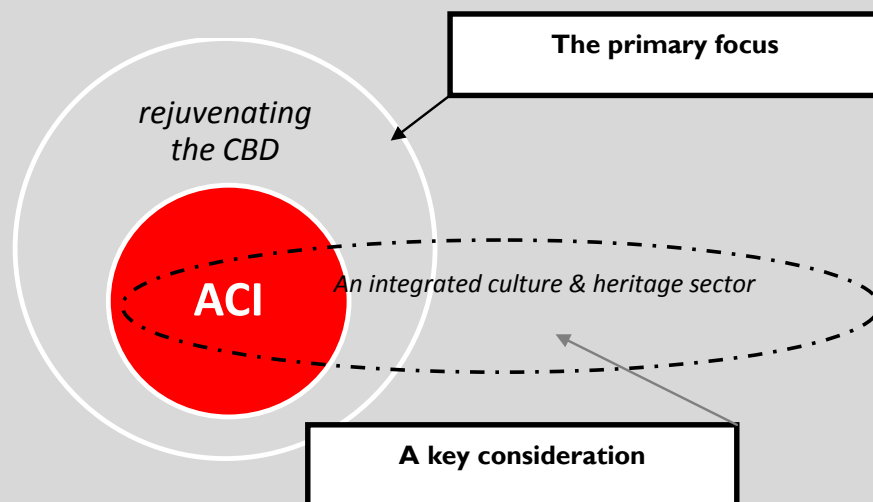 The primary focus
rejuvenating
the CBD
ACI
An integrated culture & heritage sector
A key consideration